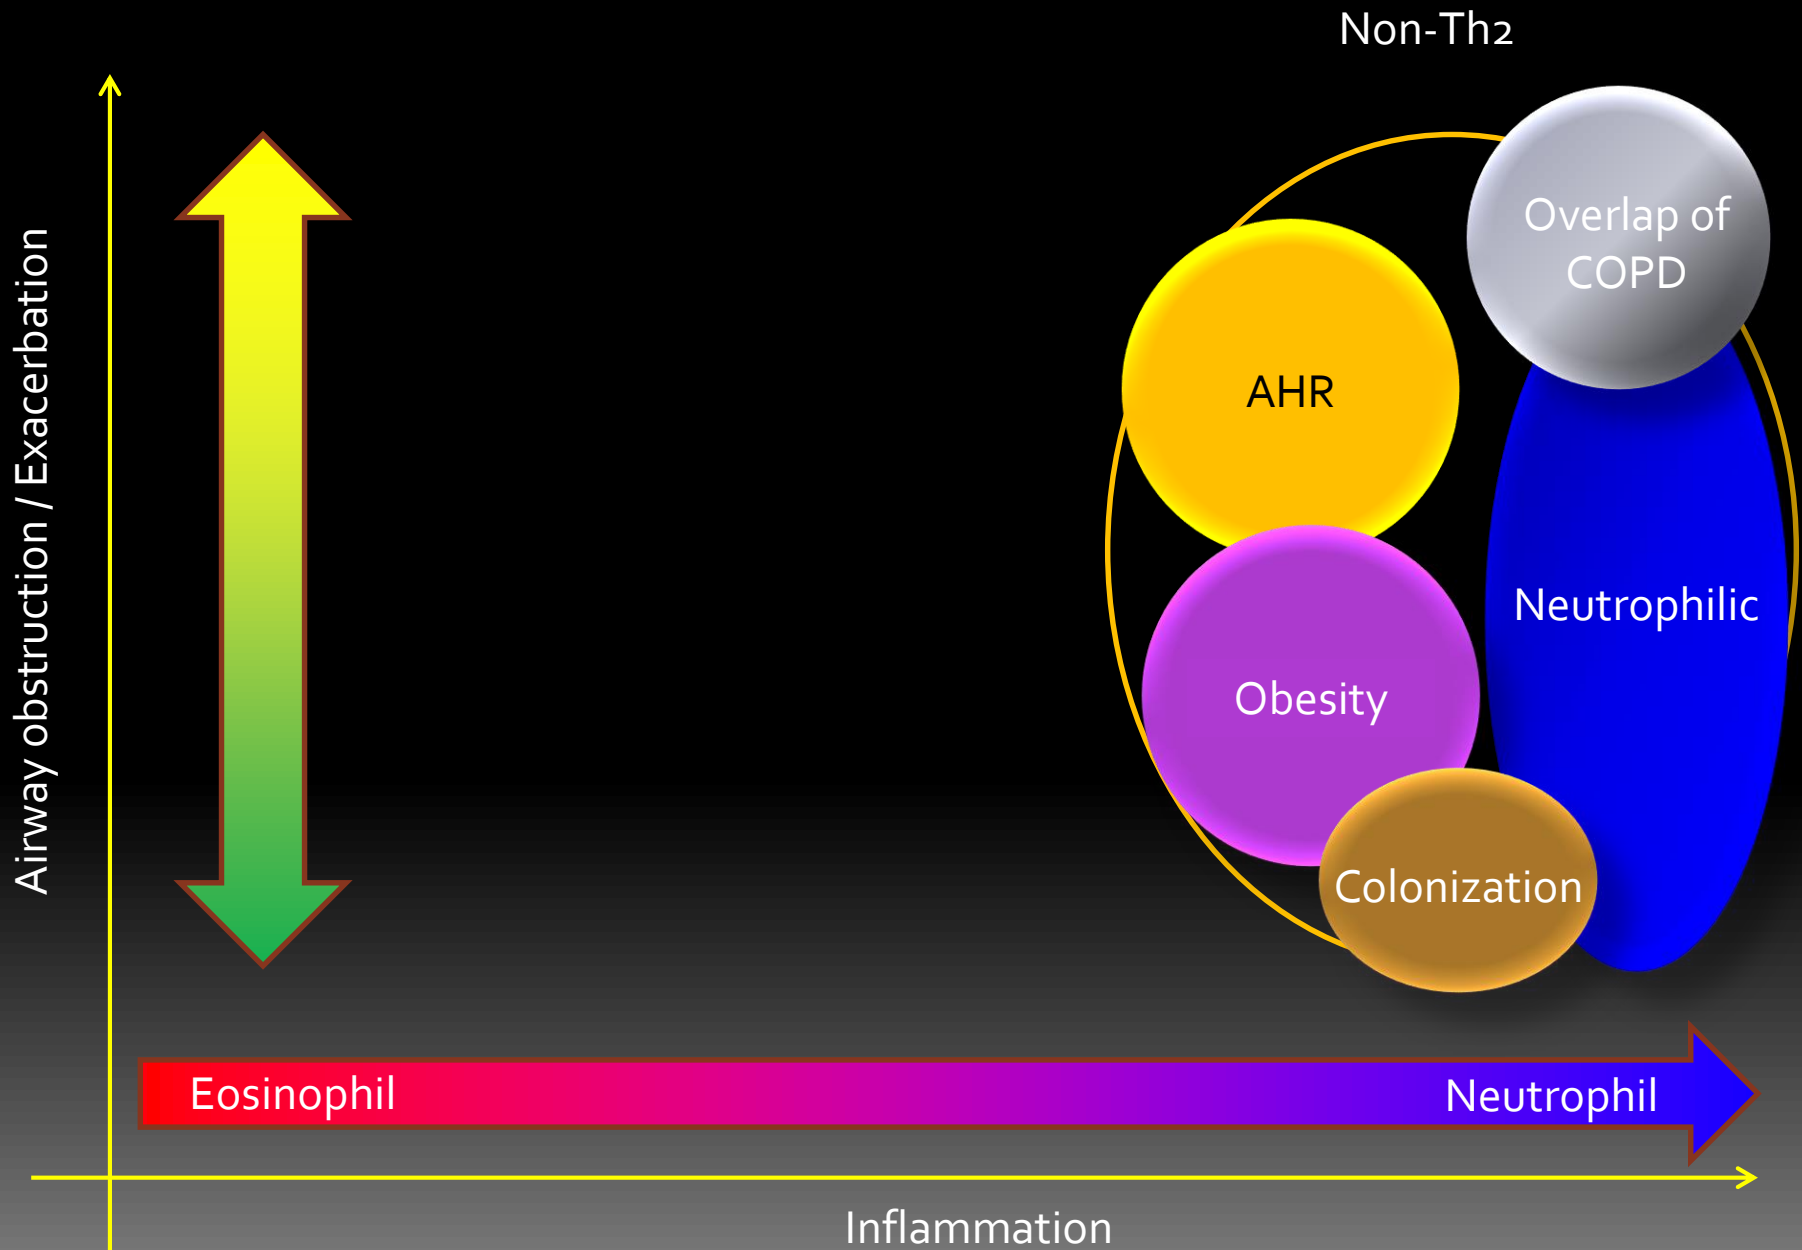 Non-Th2
Overlap of
COPD
AHR
Neutrophilic
Obesity
Colonization
Airway obstruction / Exacerbation
Eosinophil
Neutrophil
Inflammation